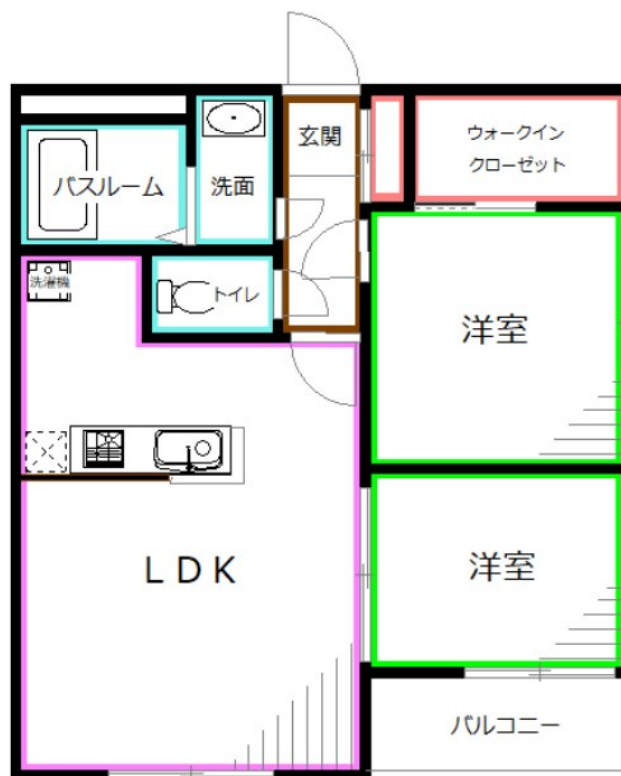 玄関
ウォークイン
クローゼット
バスルーム
洗面
洗濯機
トイレ
洋室
LDK
洋室
バルコニー